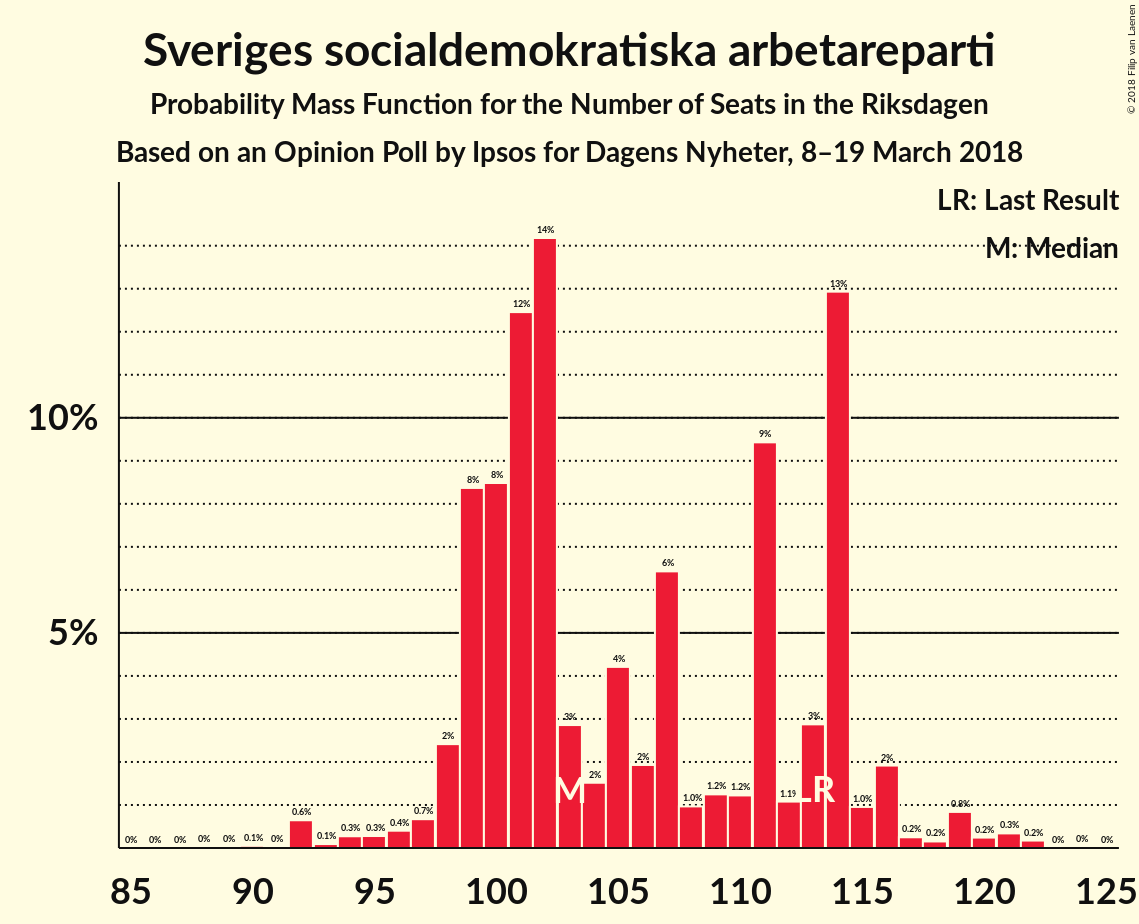 © 2018 Filip van Laenen
Sveriges socialdemokratiska arbetareparti
Probability Mass Function for the Number of Seats in the Riksdagen
Based on an Opinion Poll by Ipsos for Dagens Nyheter, 8–19 March 2018
LR: Last Result
M: Median
10%
5%
0% 0% 0% 0% 0% 0.1% 0% 0.6% 0.1% 0.3% 0.3% 0.4% 0.7% 2% 8% 8% 12% 14% 3% 2% 4% 2% 6% 1.0% 1.2% 1.2% 9% 1.1% 3% 13% 1.0% 2% 0.2% 0.2% 0.8% 0.2% 0.3% 0.2% 0% 0% 0%
M LR
85 90 95 100 105 110 115 120 125